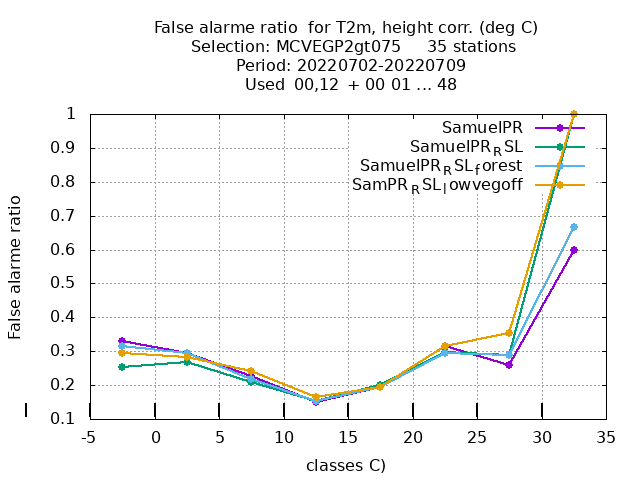 False alarme ratio  for T2m, height corr. (deg C)
Selection: MCVEGP2gt075     35 stations
Period: 20220702-20220709
Used  00,12  + 00 01 ... 48
SamuelPR
SamuelPR_RSL
SamuelPR_RSL_forest
SamPR_RSL_lowvegoff
False alarme ratio
1
0.9
0.8
0.7
0.6
0.5
0.4
0.3
0.2
0.1
-5 0 5 10 15 20 25 30 35
classes C)